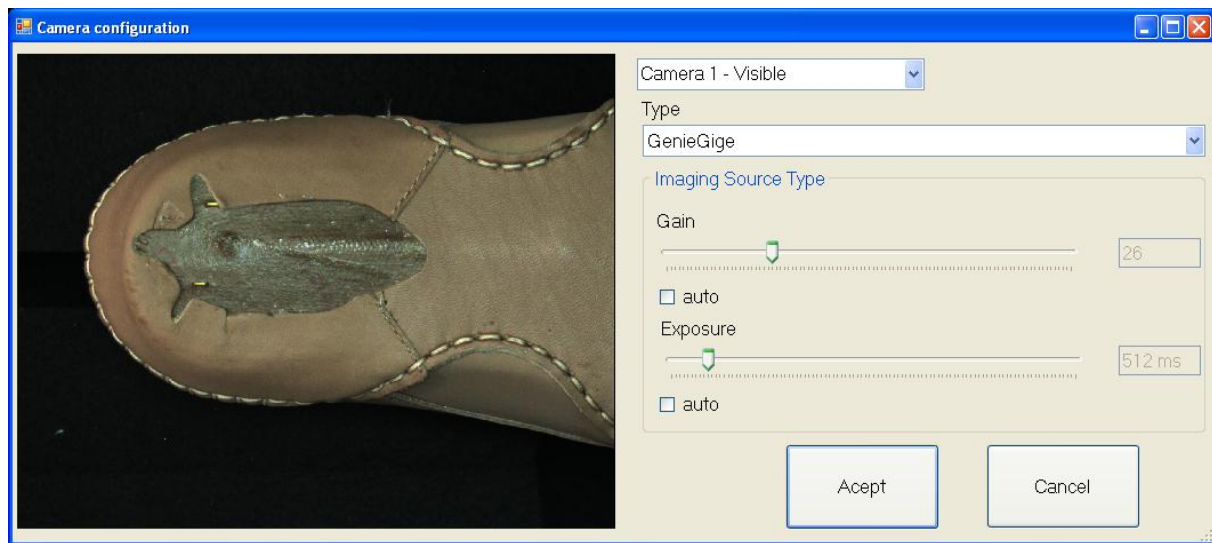 Camera configuration
Camera 1 - Visible
Type
GenieGige
Imaging Source Type
Gain
26
auto
Exposure
512 ms
auto
Acept
Cancel